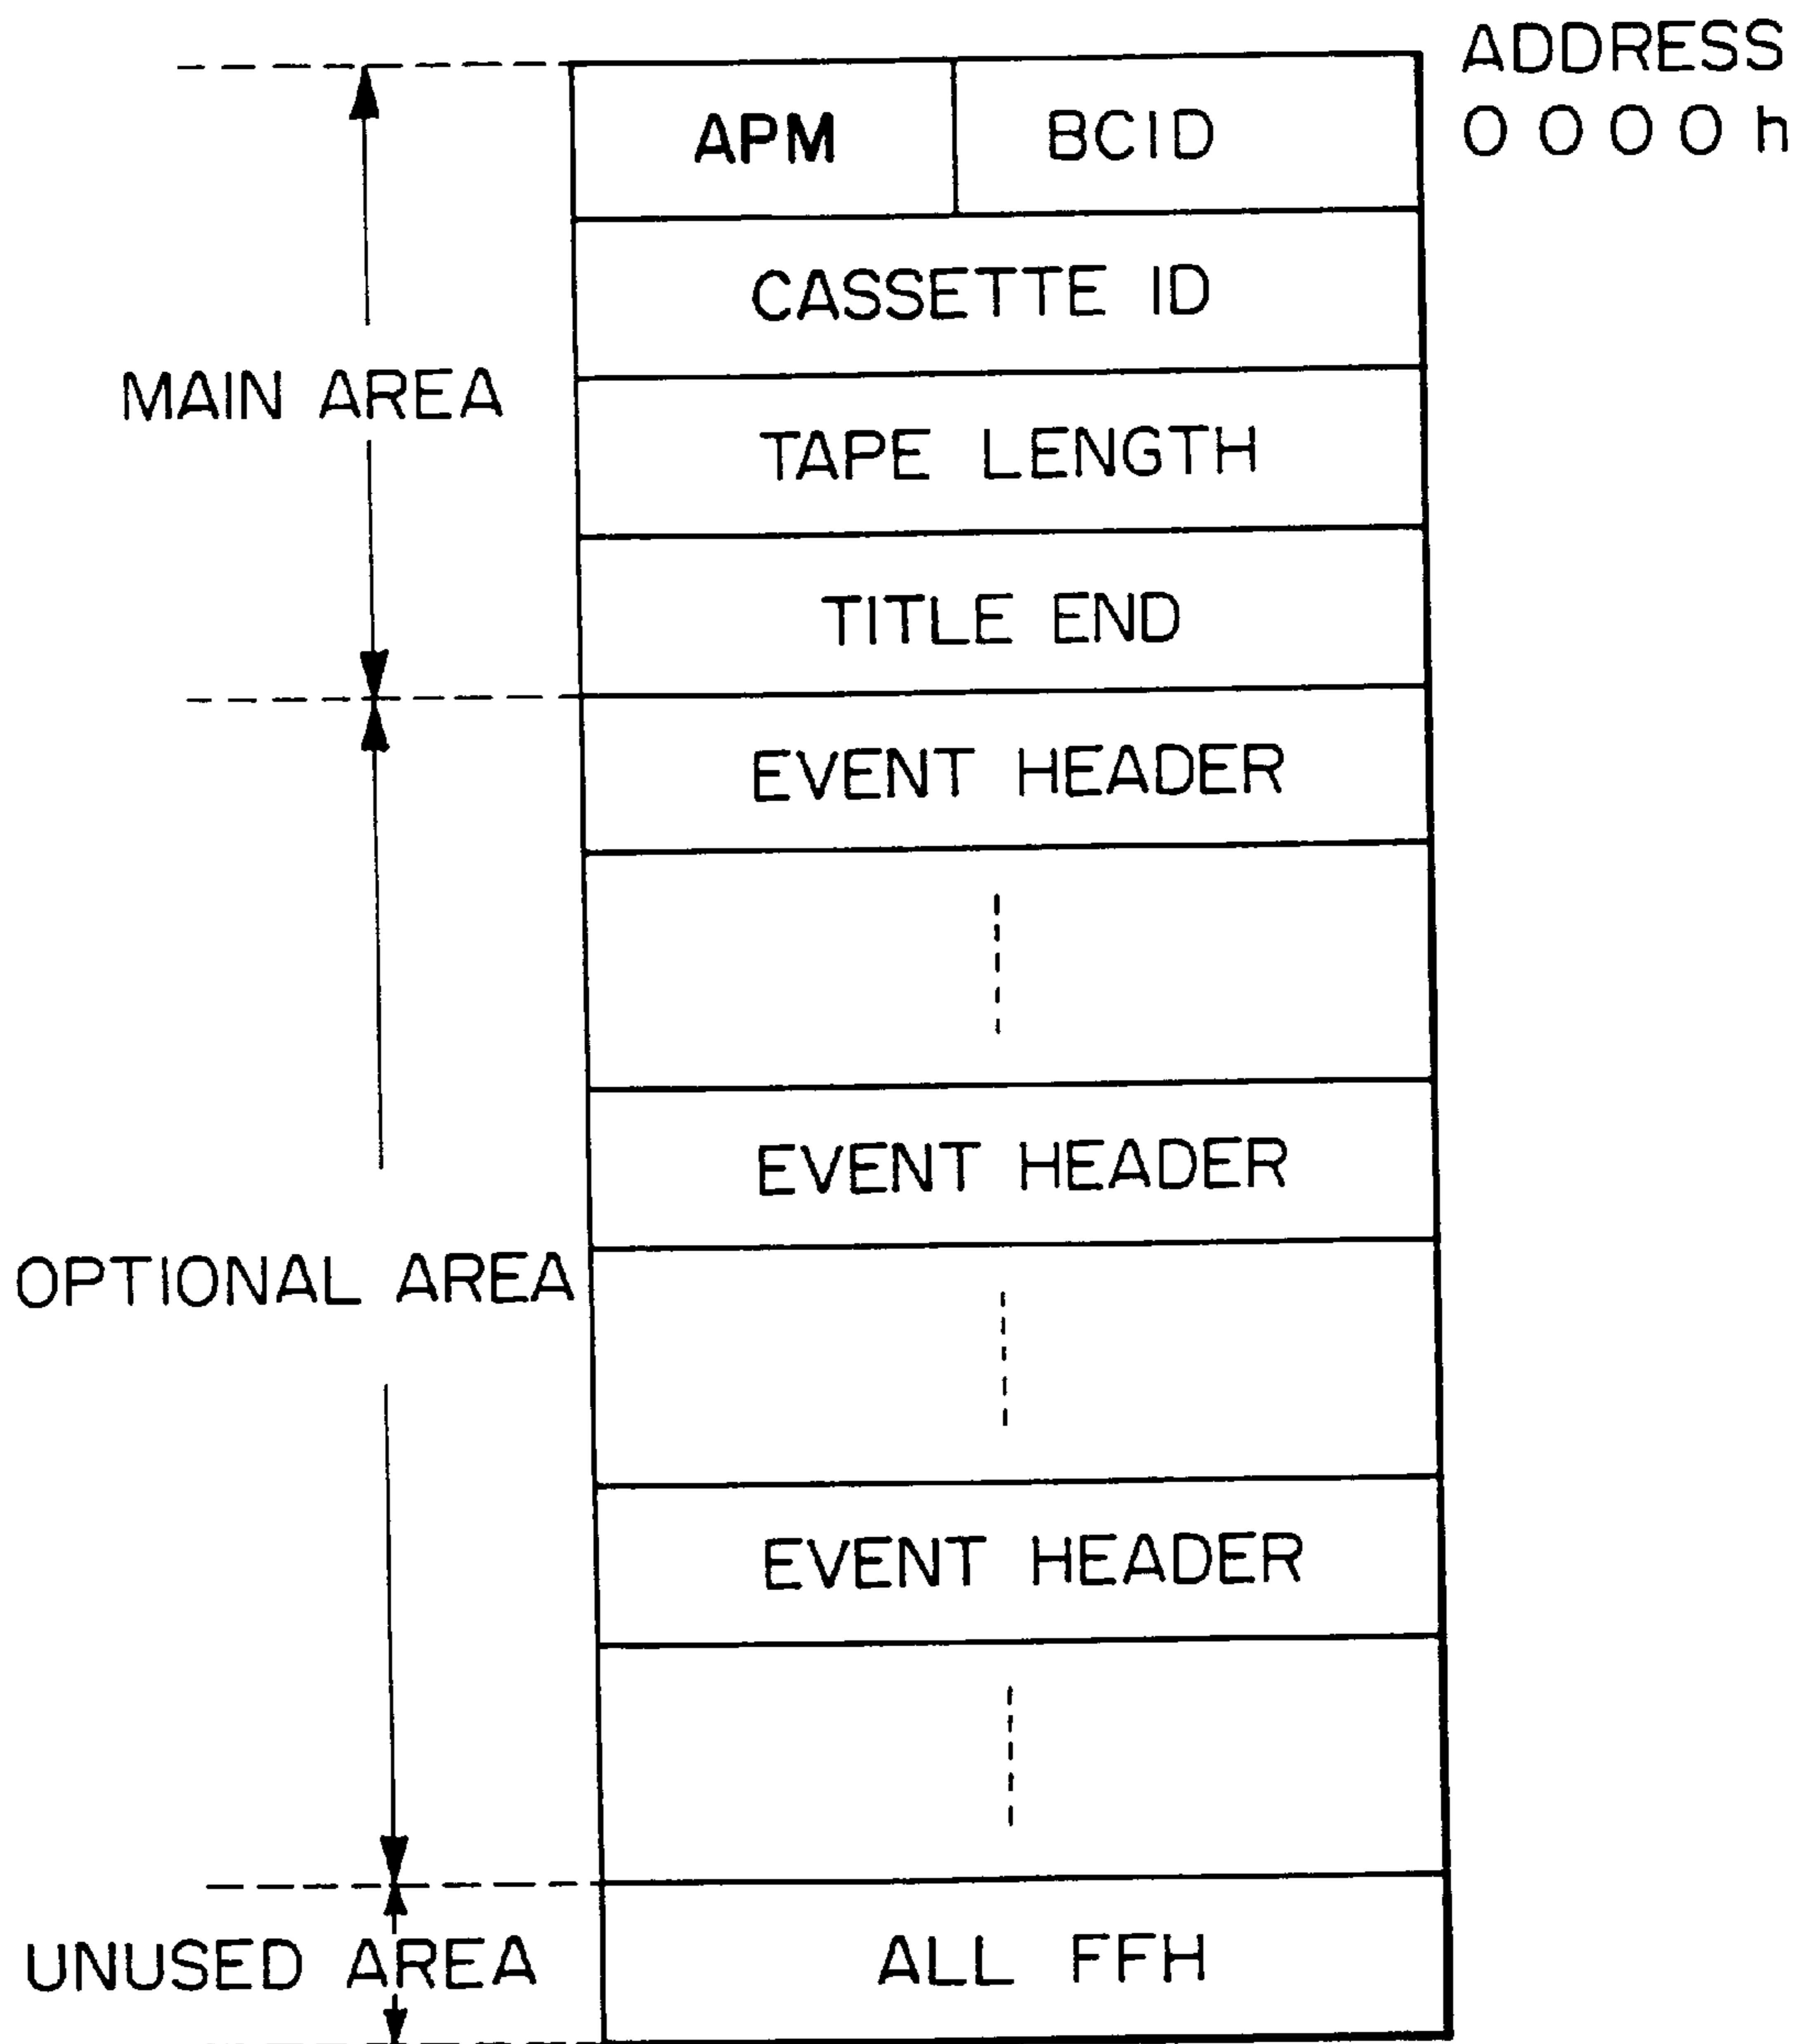 ADDRESS
0000h
APM BCID
CASSETTE ID
MAIN AREA
TAPE LENGTH
TITLE END
EVENT HEADER
EVENT HEADER
OPTIONAL AREA
EVENT HEADER
UNUSED AREA
ALL FFH